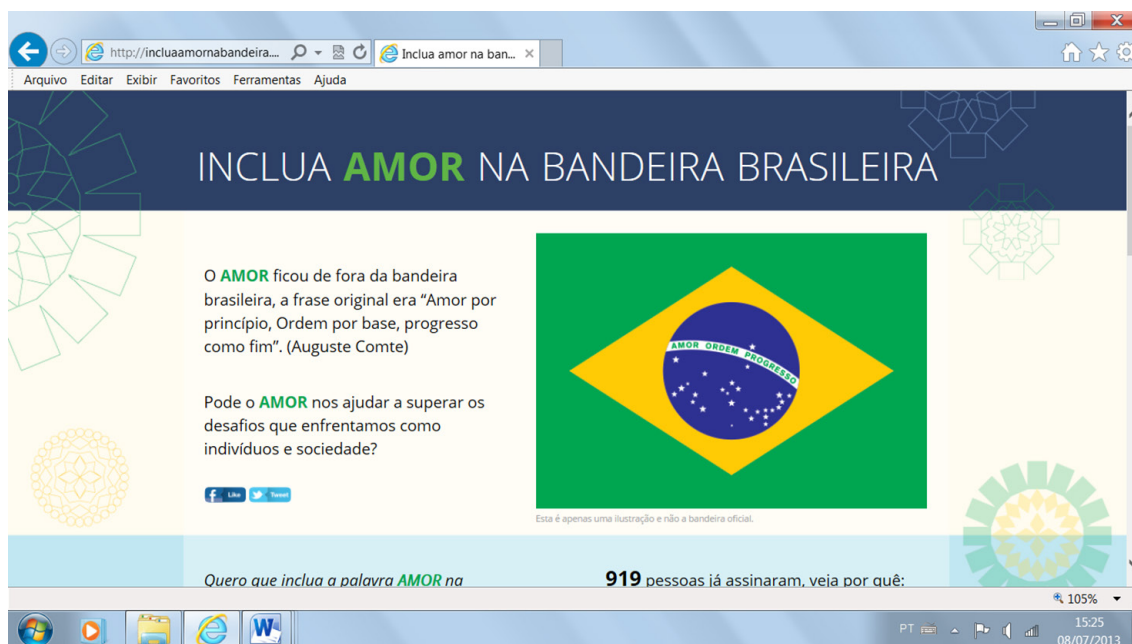 http://incluaamornabandeira....
Inclua amor na ban...
Arquivo Editar Exibir Favoritos Ferramentas Ajuda
INCLUA AMOR NA BANDEIRA BRASILEIRA
O AMOR ficou de fora da bandeira
brasileira, a frase original era “Amor por
princípio, Ordem por base, progresso
como fim”. (Auguste Comte)
Pode o AMOR nos ajudar a superar os
desafios que enfrentamos como
indivíduos e sociedade?
Like Tweet
AMOR ORDEM PROGRESSO
Esta é apenas uma ilustração e não a bandeira oficial.
Quero que inclua a palavra AMOR na
919 pessoas já assinaram, veja por quê:
105%
PT
15:25
08/07/2013